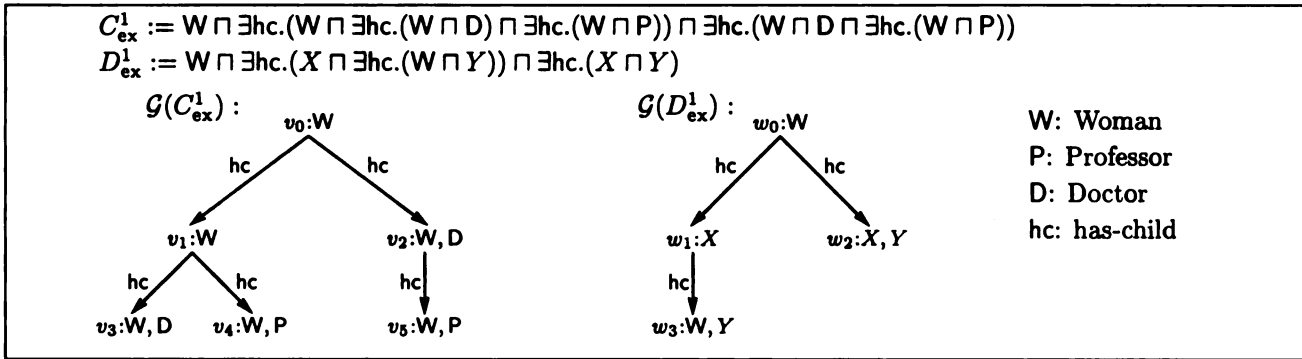 C¹ₑₓ := W ⊓ ∃hc.(W ⊓ ∃hc.(W ⊓ D) ⊓ ∃hc.(W ⊓ P)) ⊓ ∃hc.(W ⊓ D ⊓ ∃hc.(W ⊓ P))
D¹ₑₓ := W ⊓ ∃hc.(X ⊓ ∃hc.(W ⊓ Y)) ⊓ ∃hc.(X ⊓ Y)
𝒢(C¹ₑₓ) : 𝒢(D¹ₑₓ) :
v₀:W w₀:W W: Woman
P: Professor
hc hc hc hc
D: Doctor
v₁:W v₂:W, D w₁:X w₂:X, Y hc: has-child
hc hc hc hc
v₃:W, D v₄:W, P v₅:W, P w₃:W, Y